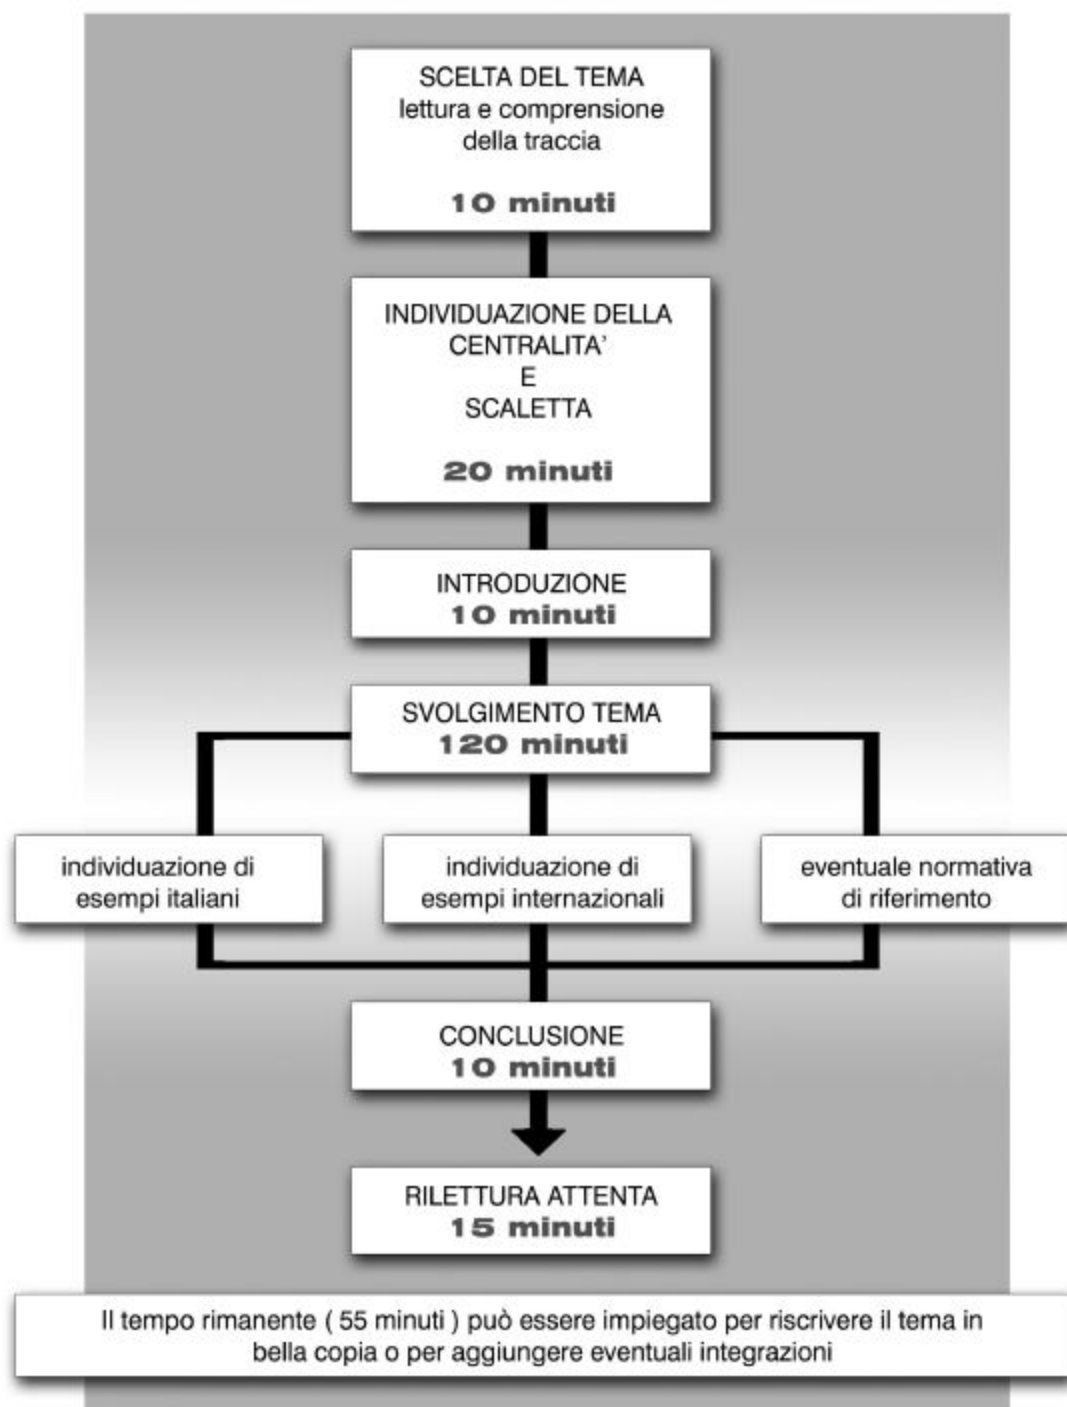 SCELTA DEL TEMA
lettura e comprensione
della traccia
10 minuti
INDIVIDUAZIONE DELLA
CENTRALITA'
E
SCALETTA
20 minuti
INTRODUZIONE
10 minuti
SVOLGIMENTO TEMA
120 minuti
individuazione di
esempi italiani
individuazione di
esempi internazionali
eventuale normativa
di riferimento
CONCLUSIONE
10 minuti
RILETTURA ATTENTA
15 minuti
Il tempo rimanente ( 55 minuti ) può essere impiegato per riscrivere il tema in
bella copia o per aggiungere eventuali integrazioni